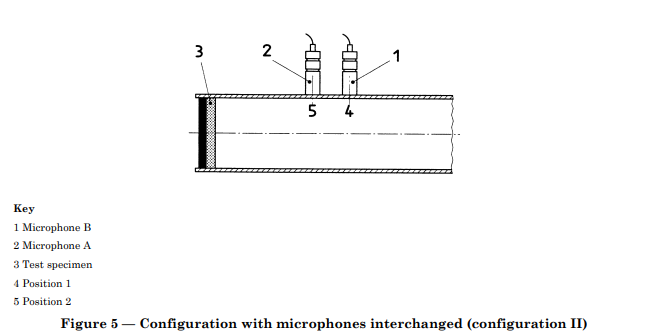 3
2
1
5
4
Key
1 Microphone B
2 Microphone A
3 Test specimen
4 Position 1
5 Position 2
Figure 5 — Configuration with microphones interchanged (configuration II)